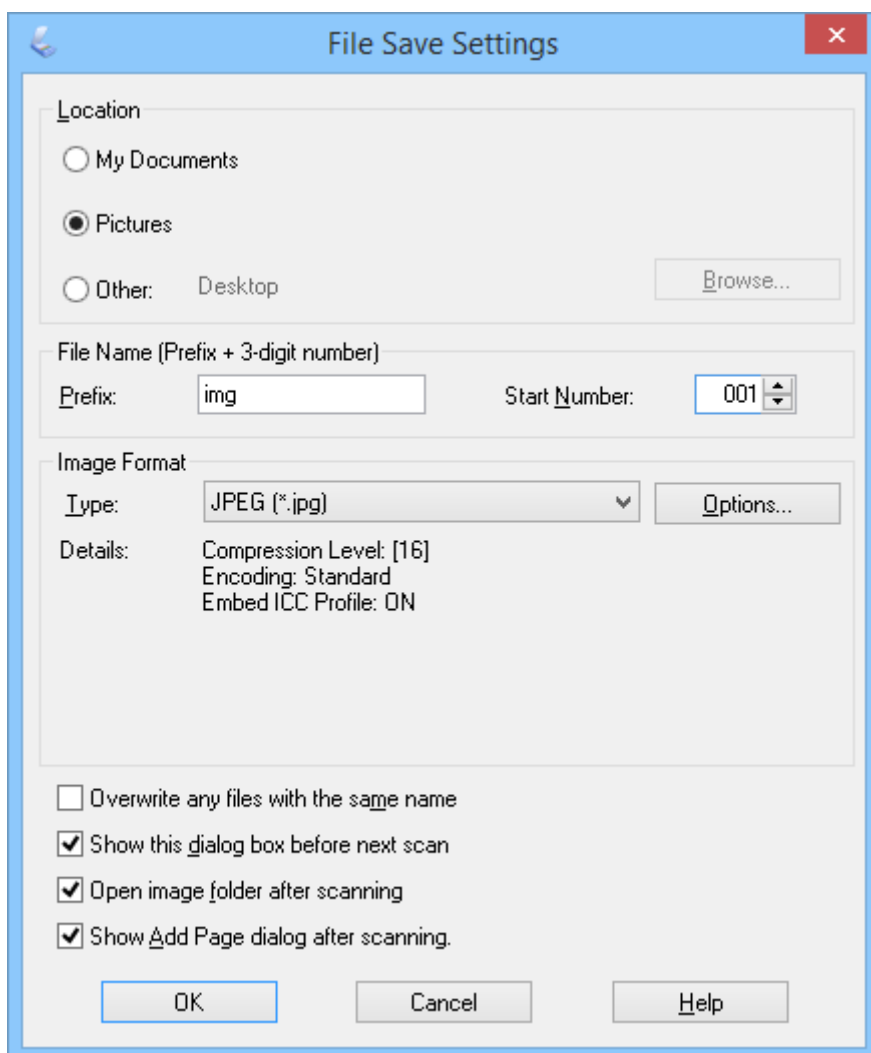 File Save Settings
Location
My Documents
Pictures
Other: Desktop Browse...
File Name (Prefix + 3-digit number)
Prefix: img Start Number: 001
Image Format
Type: JPEG (*.jpg) Options...
Details: Compression Level: [16]
Encoding: Standard
Embed ICC Profile: ON
Overwrite any files with the same name
Show this dialog box before next scan
Open image folder after scanning
Show Add Page dialog after scanning.
OK Cancel Help